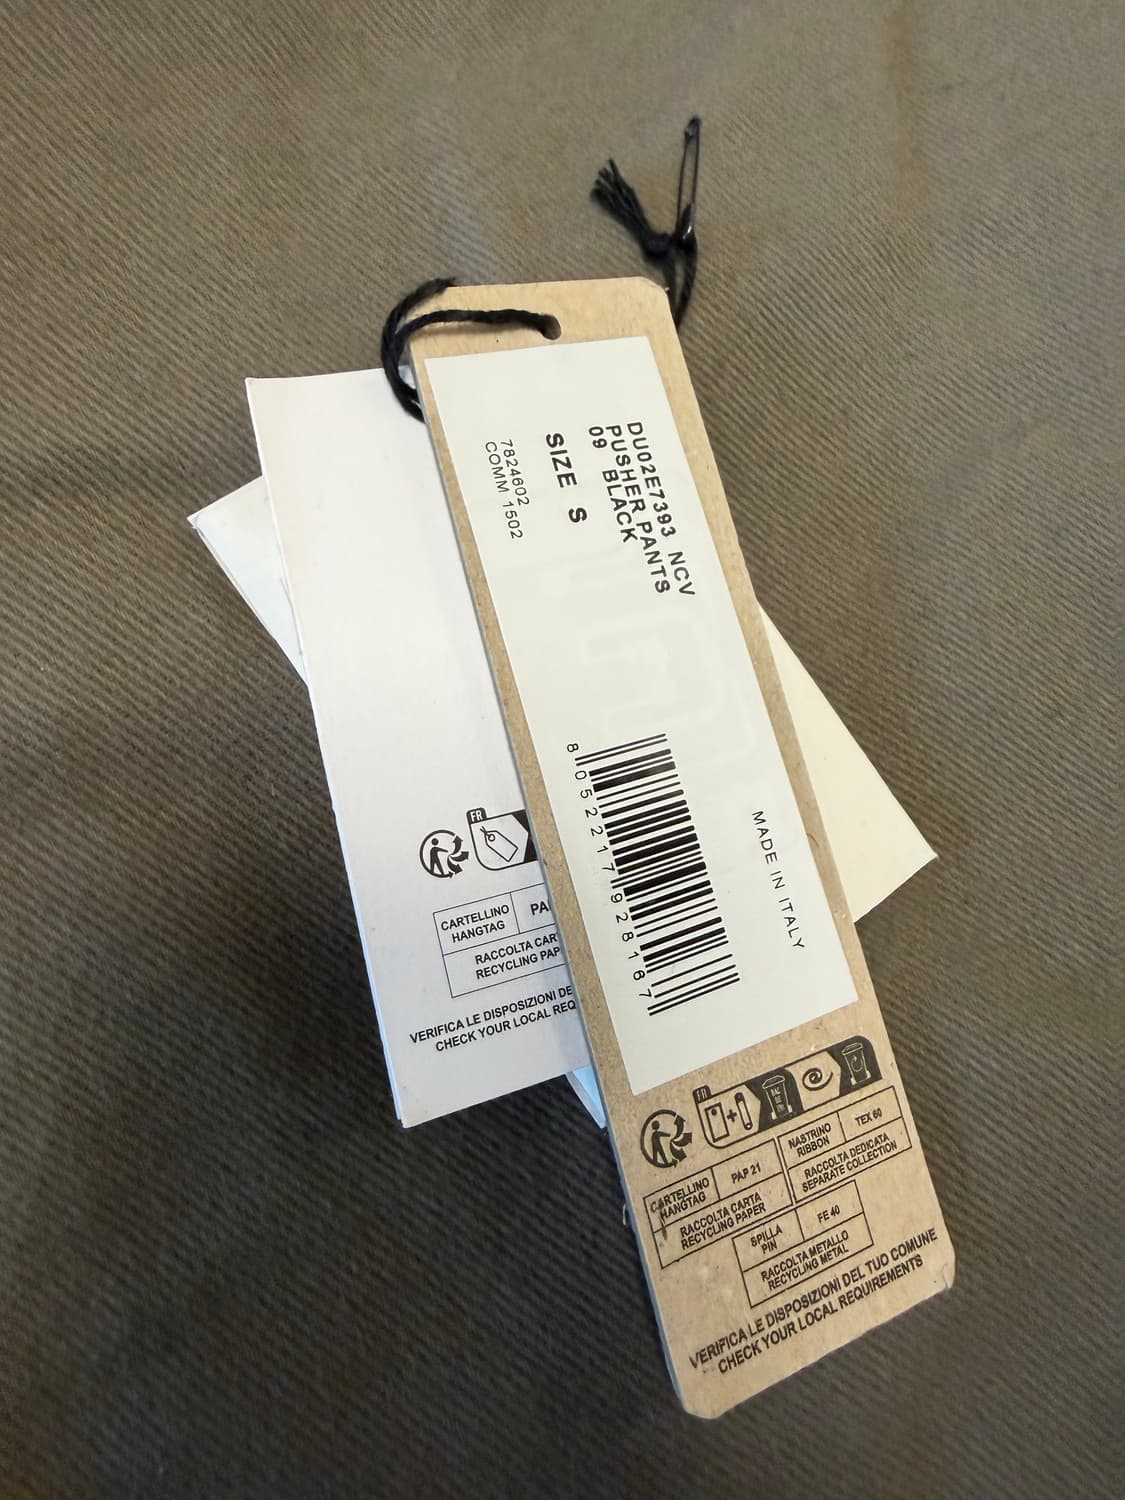 DU02E7393 NCV
PUSHER PANTS
09 BLACK
SIZE S
7824602
COMM 1502
8052217928167
MADE IN ITALY
FR
CARTELLINO
HANGTAG
PAP 21
RACCOLTA CARTA
RECYCLING PAPER
NASTRINO
RIBBON
TEX 60
RACCOLTA DEDICATA
SEPARATE COLLECTION
SPILLA
PIN
FE 40
RACCOLTA METALLO
RECYCLING METAL
VERIFICA LE DISPOSIZIONI DEL TUO COMUNE
CHECK YOUR LOCAL REQUIREMENTS
FR
CARTELLINO
HANGTAG
RACCOLTA
RECYCLING
VERIFICA LE DISPOSIZIONI
CHECK YOUR LOCAL